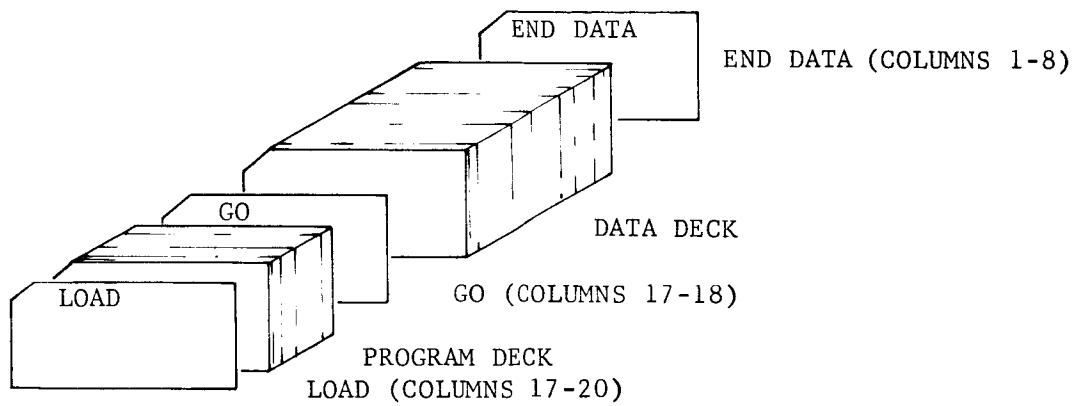 END DATA
END DATA (COLUMNS 1-8)
DATA DECK
GO
GO (COLUMNS 17-18)
LOAD
PROGRAM DECK
LOAD (COLUMNS 17-20)